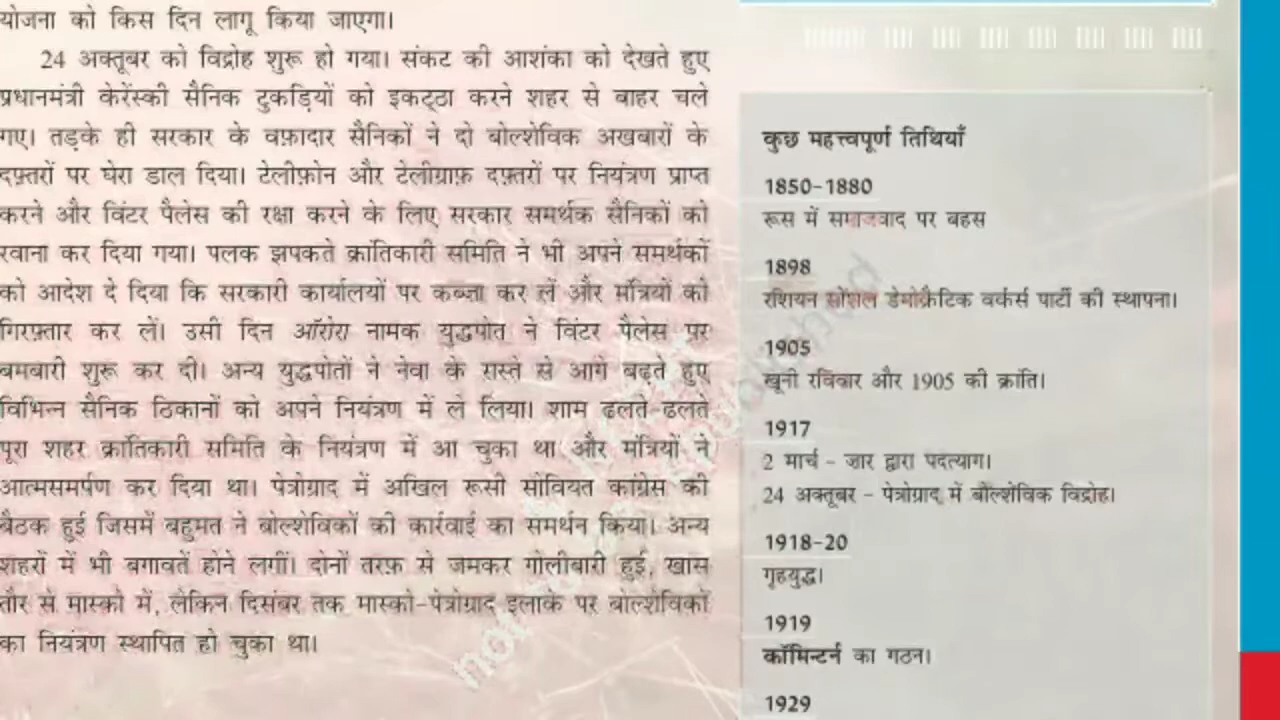 योजना को किस दिन लागू किया जाएगा।
24 अक्तूबर को विद्रोह शुरू हो गया। संकट की आशंका को देखते हुए
प्रधानमंत्री केरेंस्की सैनिक टुकड़ियों को इकट्ठा करने शहर से बाहर चले
गए। तड़के ही सरकार के वफ़ादार सैनिकों ने दो बोल्शेविक अखबारों के
दफ़्तरों पर घेरा डाल दिया। टेलीफ़ोन और टेलीग्राफ़ दफ़्तरों पर नियंत्रण प्राप्त
करने और विंटर पैलेस की रक्षा करने के लिए सरकार समर्थक सैनिकों को
रवाना कर दिया गया। पलक झपकते क्रांतिकारी समिति ने भी अपने समर्थकों
को आदेश दे दिया कि सरकारी कार्यालयों पर कब्ज़ा कर लें और मंत्रियों को
गिरफ़्तार कर लें। उसी दिन ऑरोरा नामक युद्धपोत ने विंटर पैलेस पर
बमबारी शुरू कर दी। अन्य युद्धपोतों ने नेवा के रास्ते से आगे बढ़ते हुए
विभिन्न सैनिक ठिकानों को अपने नियंत्रण में ले लिया। शाम ढलते-ढलते
पूरा शहर क्रांतिकारी समिति के नियंत्रण में आ चुका था और मंत्रियों ने
आत्मसमर्पण कर दिया था। पेत्रोग्राद में अखिल रूसी सोवियत कांग्रेस की
बैठक हुई जिसमें बहुमत ने बोल्शेविकों की कार्रवाई का समर्थन किया। अन्य
शहरों में भी बगावतें होने लगीं। दोनों तरफ़ से जमकर गोलीबारी हुई, खास
तौर से मास्को में, लेकिन दिसंबर तक मास्को-पेत्रोग्राद इलाके पर बोल्शेविकों
का नियंत्रण स्थापित हो चुका था।
कुछ महत्त्वपूर्ण तिथियाँ
1850-1880
रूस में समाजवाद पर बहस
1898
रशियन सोशल डेमोक्रैटिक वर्कर्स पार्टी की स्थापना।
1905
खूनी रविवार और 1905 की क्रांति।
1917
2 मार्च - ज़ार द्वारा पदत्याग।
24 अक्तूबर - पेत्रोग्राद में बोल्शेविक विद्रोह।
1918-20
गृहयुद्ध।
1919
कॉमिन्टर्न का गठन।
1929